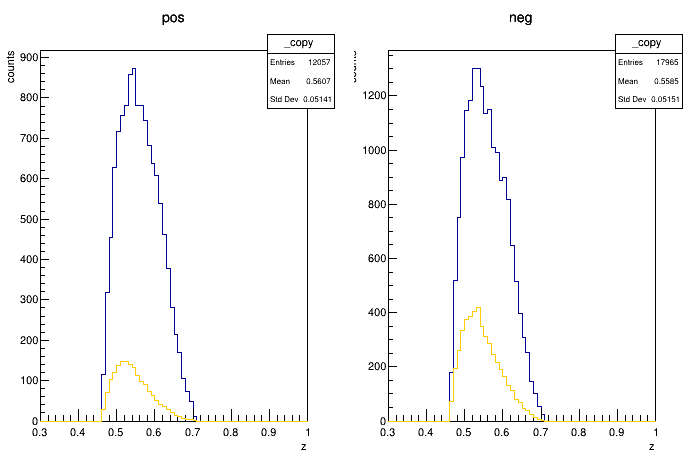 pos
_copy
Entries 12057
Mean 0.5607
Std Dev 0.05141
counts
900
800
700
600
500
400
300
200
100
0
0.3 0.4 0.5 0.6 0.7 0.8 0.9 1
z
neg
_copy
Entries 17965
Mean 0.5585
Std Dev 0.05151
1200
1000
800
600
400
200
0
0.3 0.4 0.5 0.6 0.7 0.8 0.9 1
z